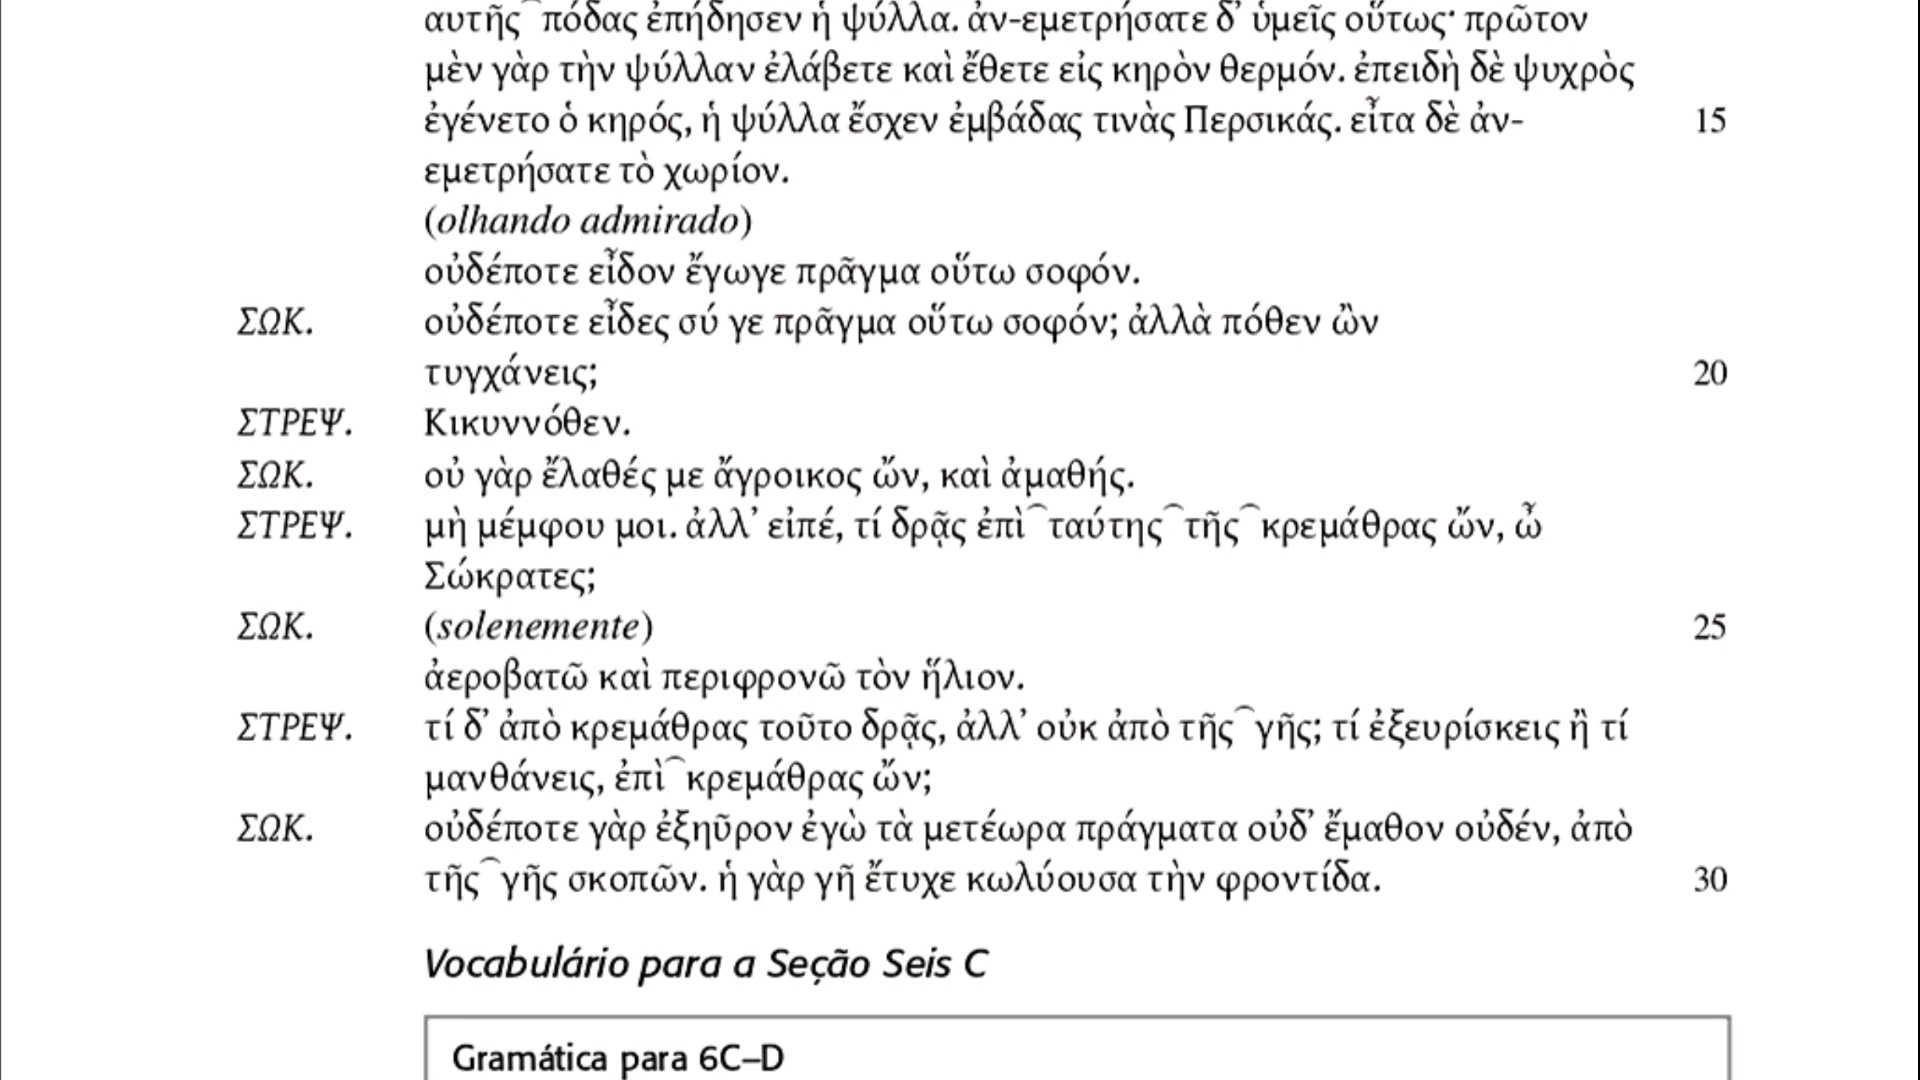 αυτῆς͡ πόδας ἐπήδησεν ἡ ψύλλα. ἀν-εμετρήσατε δ’ ὑμεῖς οὕτως· πρῶτον
μὲν γὰρ τὴν ψύλλαν ἐλάβετε καὶ ἔθετε εἰς κηρὸν θερμόν. ἐπειδὴ δὲ ψυχρὸς
ἐγένετο ὁ κηρός, ἡ ψύλλα ἔσχεν ἐμβάδας τινὰς Περσικάς. εἶτα δὲ ἀν- 15
εμετρήσατε τὸ χωρίον.
(olhando admirado)
οὐδέποτε εἶδον ἔγωγε πρᾶγμα οὕτω σοφόν.
ΣΩΚ. οὐδέποτε εἶδες σύ γε πρᾶγμα οὕτω σοφόν; ἀλλὰ πόθεν ὢν
τυγχάνεις; 20
ΣΤΡΕΨ. Κικυννόθεν.
ΣΩΚ. οὐ γὰρ ἔλαθές με ἄγροικος ὤν, καὶ ἀμαθής.
ΣΤΡΕΨ. μὴ μέμφου μοι. ἀλλ’ εἰπέ, τί δρᾷς ἐπὶ͡ ταύτης͡ τῆς͡ κρεμάθρας ὤν, ὦ
Σώκρατες;
ΣΩΚ. (solenemente) 25
ἀεροβατῶ καὶ περιφρονῶ τὸν ἥλιον.
ΣΤΡΕΨ. τί δ’ ἀπὸ κρεμάθρας τοῦτο δρᾷς, ἀλλ’ οὐκ ἀπὸ τῆς͡ γῆς; τί ἐξευρίσκεις ἢ τί
μανθάνεις, ἐπὶ͡ κρεμάθρας ὤν;
ΣΩΚ. οὐδέποτε γὰρ ἐξηῦρον ἐγὼ τὰ μετέωρα πράγματα οὐδ’ ἔμαθον οὐδέν, ἀπὸ
τῆς͡ γῆς σκοπῶν. ἡ γὰρ γῆ ἔτυχε κωλύουσα τὴν φροντίδα. 30
Vocabulário para a Seção Seis C
Gramática para 6C–D